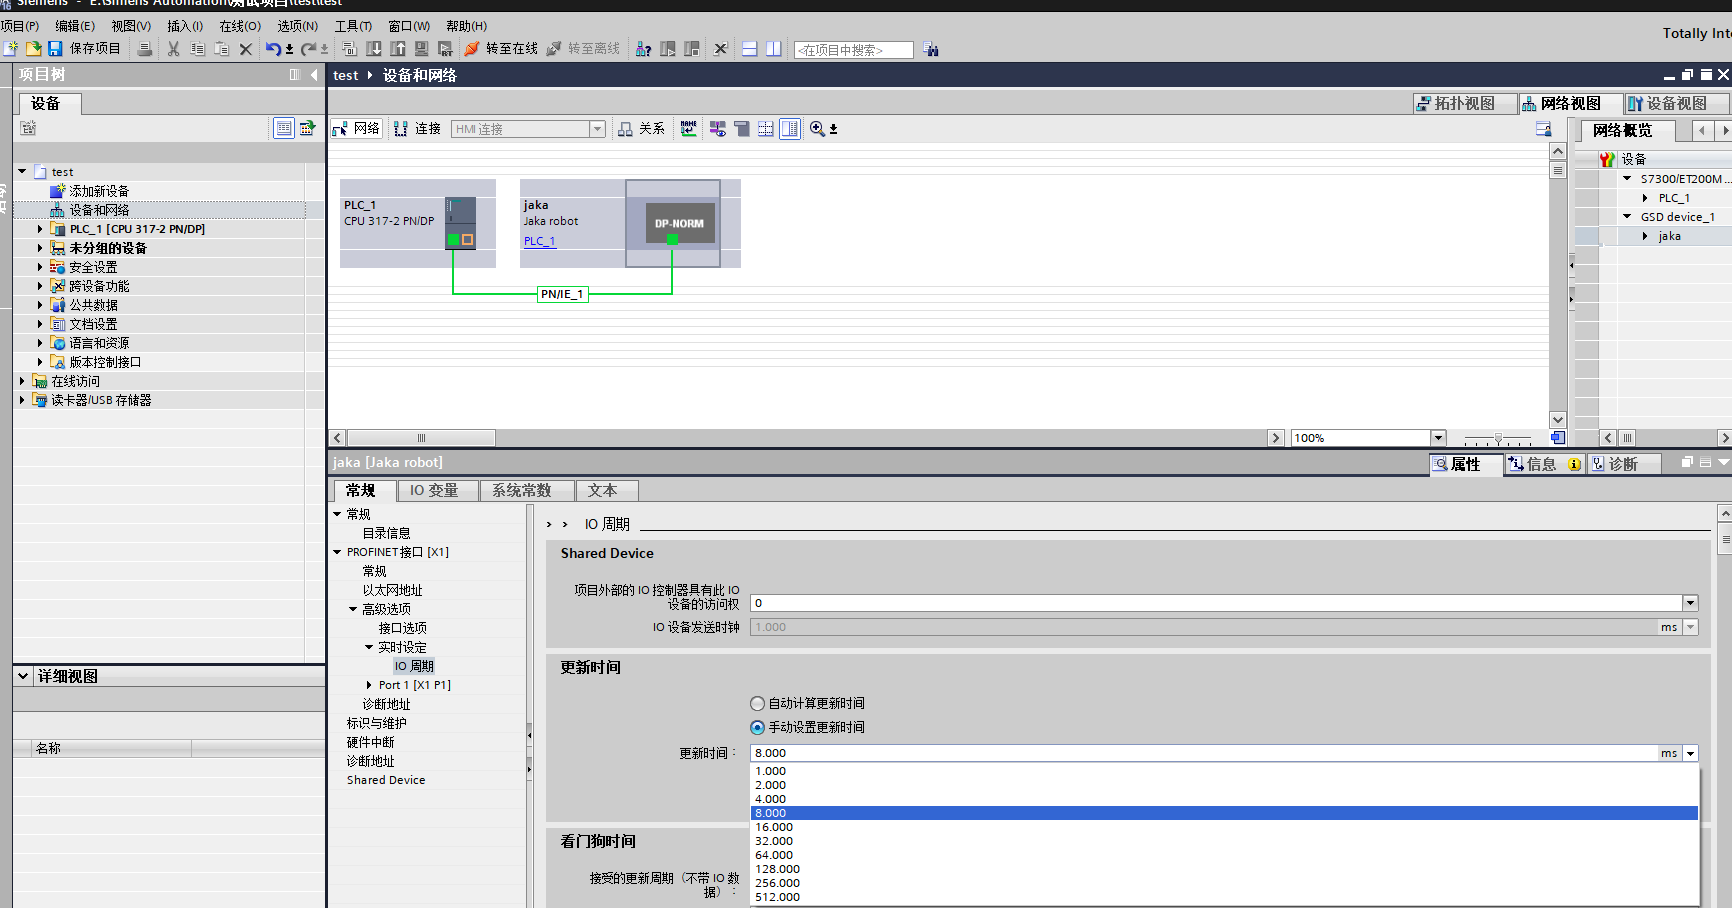 Siemens - E:\Simens Automation\测试项目\test\test
项目(P) 编辑(E) 视图(V) 插入(I) 在线(O) 选项(N) 工具(T) 窗口(W) 帮助(H)
Totally Int
保存项目 转至在线 转至离线 <在项目中搜索>
项目树
test 设备和网络
设备
拓扑视图 网络视图 设备视图
网络 连接 HMI 连接 关系
网络概览
设备
test
添加新设备
设备和网络
PLC_1 [CPU 317-2 PN/DP]
未分组的设备
安全设置
跨设备功能
公共数据
文档设置
语言和资源
版本控制接口
在线访问
读卡器/USB 存储器
PLC_1
CPU 317-2 PN/DP
jaka
Jaka robot
PLC_1
DP-NORM
PN/IE_1
S7300/ET200M ...
PLC_1
GSD device_1
jaka
100%
jaka [Jaka robot]
属性 信息 诊断
常规 IO 变量 系统常数 文本
常规
目录信息
PROFINET接口 [X1]
常规
以太网地址
高级选项
接口选项
实时设定
IO 周期
Port 1 [X1 P1]
诊断地址
标识与维护
硬件中断
诊断地址
Shared Device
详细视图
名称
IO 周期
Shared Device
项目外部的 IO 控制器具有此 IO
设备的访问权
0
IO 设备发送时钟
1.000 ms
更新时间
自动计算更新时间
手动设置更新时间
更新时间：
8.000 ms
1.000
2.000
4.000
8.000
16.000
32.000
64.000
128.000
256.000
512.000
看门狗时间
接受的更新周期（不带 IO 数
据）：